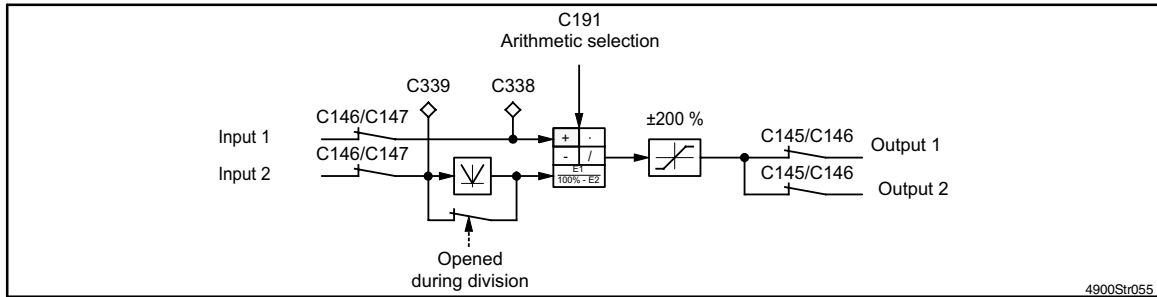 C191
Arithmetic selection
C339
C338
C146/C147
±200 %
C145/C146
Input 1
+ ·
Output 1
C146/C147
- /
C145/C146
Input 2
E1
100% - E2
Output 2
Opened
during division
4900Str055